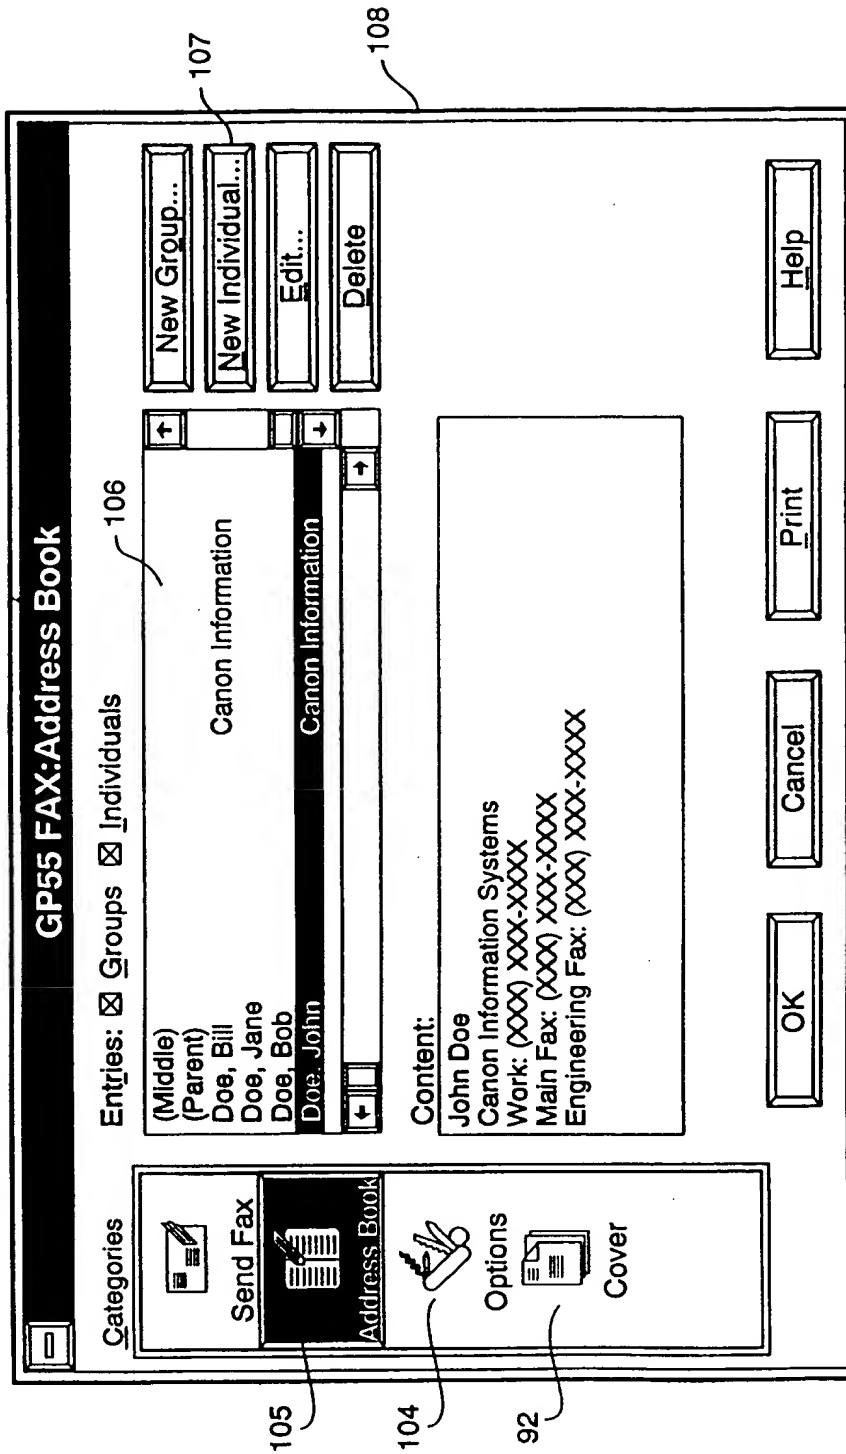 GP55 FAX:Address Book
Categories
Send Fax
Address Book
Options
Cover
Entries: ☒ Groups ☒ Individuals
(Middle)
(Parent)
Doe, Bill
Doe, Jane Canon Information
Doe, Bob
Doe, John Canon Information
New Group...
New Individual...
Edit...
Delete
Content:
John Doe
Canon Information Systems
Work: (XXX) XXX-XXXX
Main Fax: (XXX) XXX-XXXX
Engineering Fax: (XXX) XXX-XXXX
OK
Cancel
Print
Help
105
104
92
106
107
108